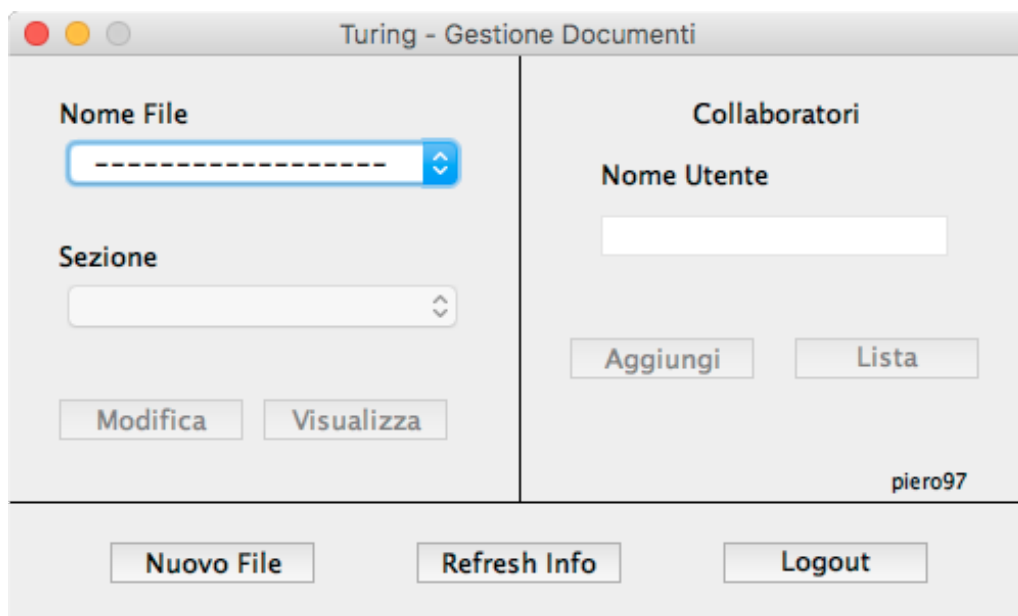 Turing - Gestione Documenti
Nome File
------------------
Sezione
Modifica
Visualizza
Collaboratori
Nome Utente
Aggiungi
Lista
piero97
Nuovo File
Refresh Info
Logout